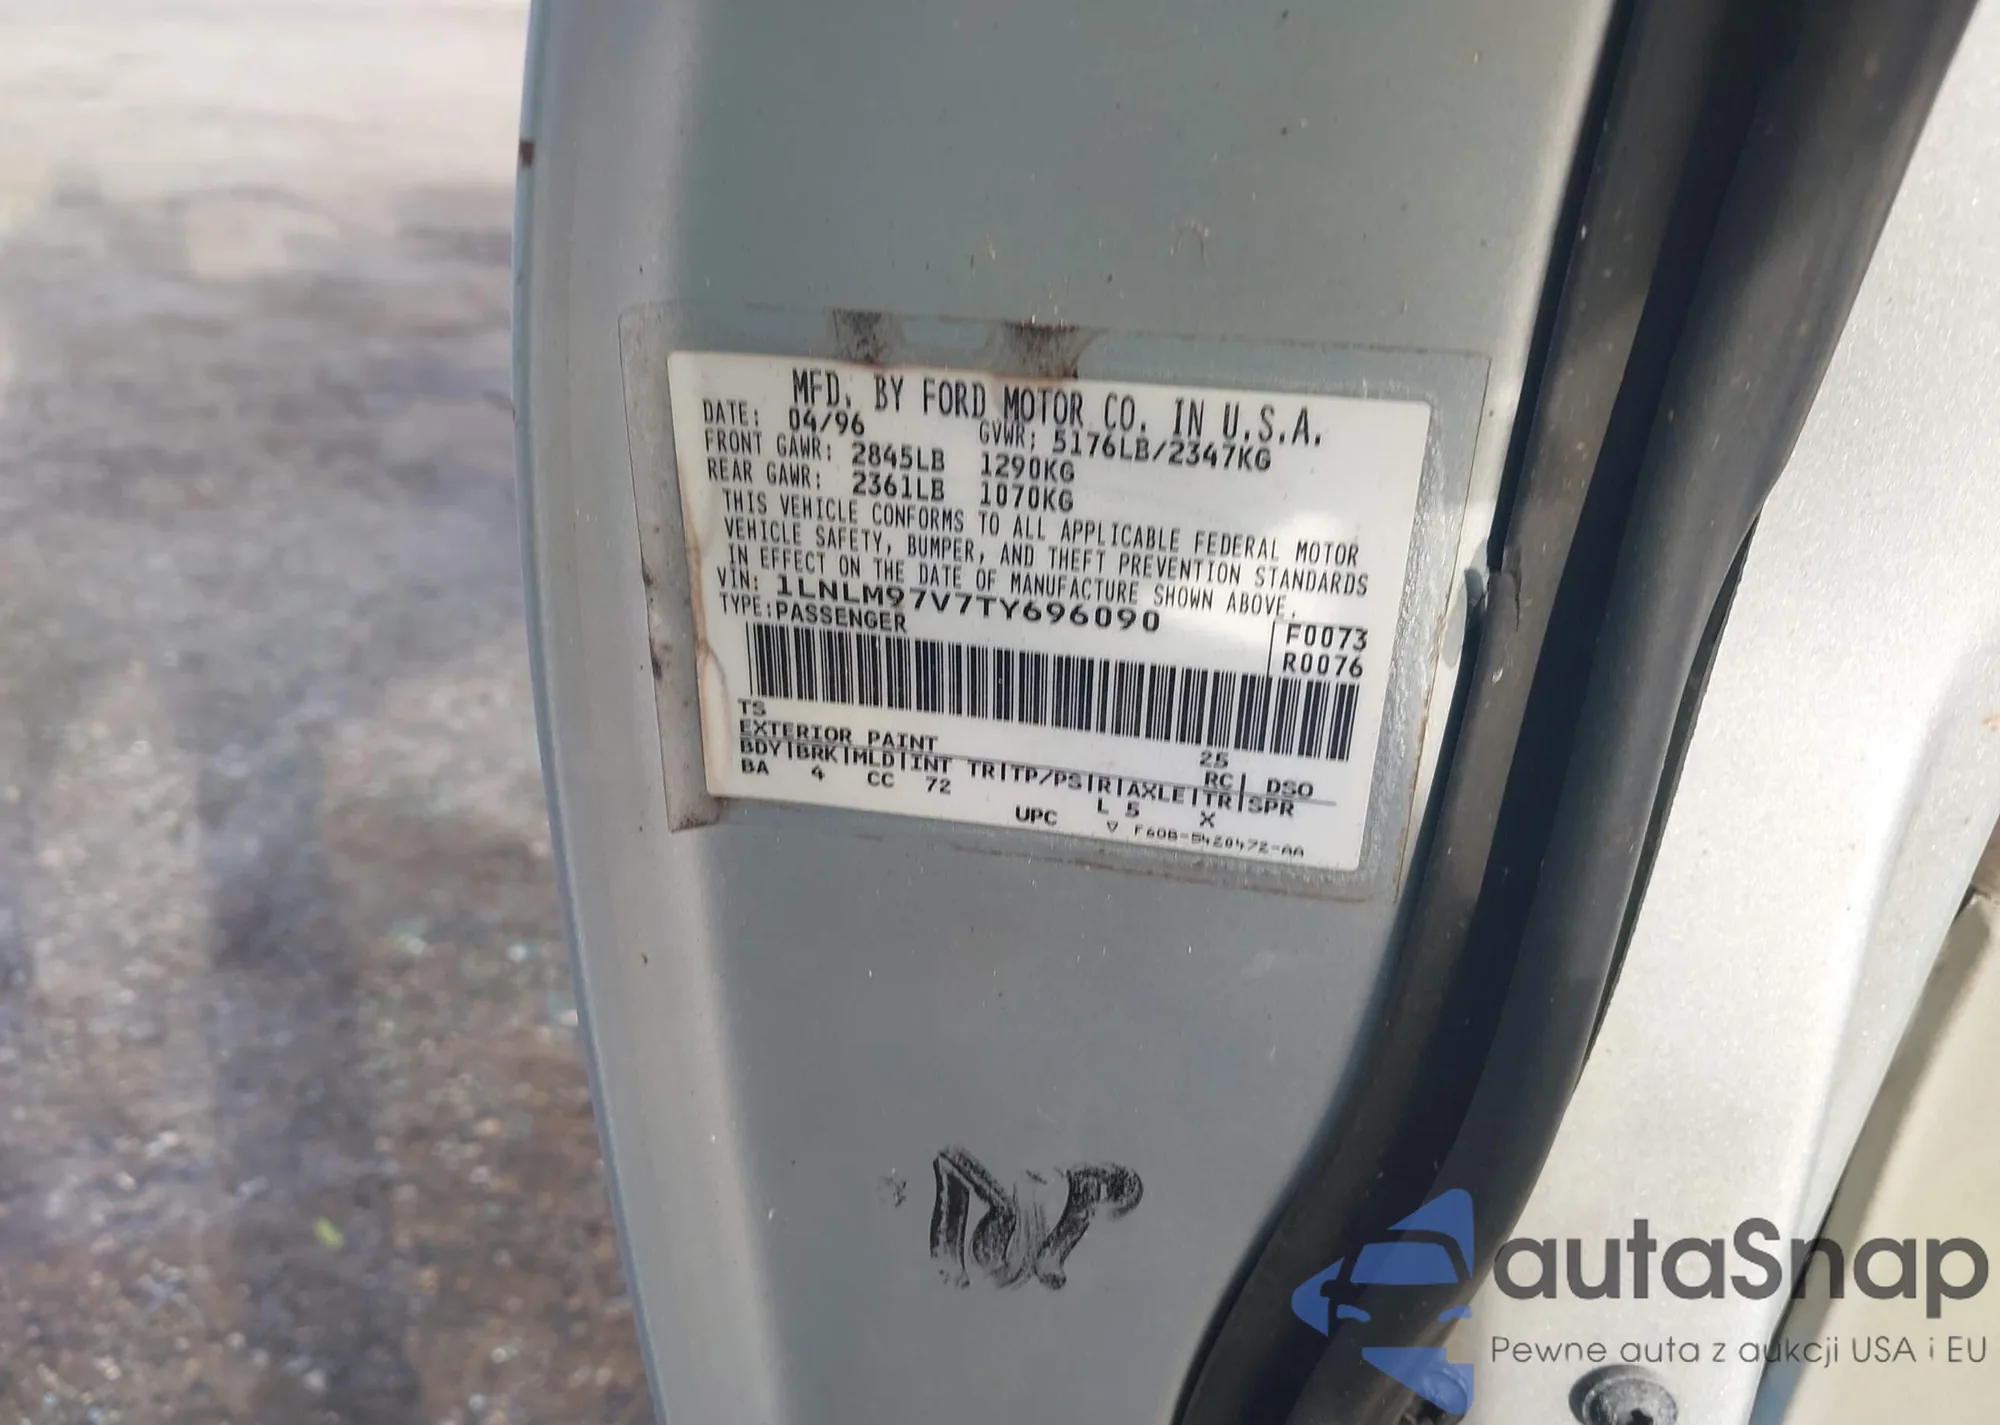 MFD. BY FORD MOTOR CO. IN U.S.A.
DATE: 04/96 GVWR: 5176LB/2347KG
FRONT GAWR: 2845LB 1290KG
REAR GAWR: 2361LB 1070KG
THIS VEHICLE CONFORMS TO ALL APPLICABLE FEDERAL MOTOR
VEHICLE SAFETY, BUMPER, AND THEFT PREVENTION STANDARDS
IN EFFECT ON THE DATE OF MANUFACTURE SHOWN ABOVE.
VIN: 1LNLM97V7TY696090
TYPE: PASSENGER
F0073
R0076
TS
EXTERIOR PAINT 25 RC| DSO
BDY|BRK|MLD|INT TR|TP/PS|R|AXLE|TR|SPR
BA 4 CC 72 L 5 X
UPC ▽ F60B-5420472-AA
autaSnap
Pewne auta z aukcji USA i EU